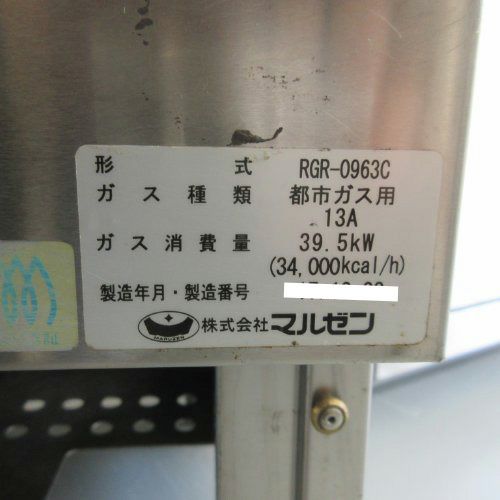 形 式 RGR-0963C
ガス種類 都市ガス用
13A
ガス消費量 39.5kW
(34,000kcal/h)
製造年月・製造番号
MARUZEN 株式会社 マルゼン